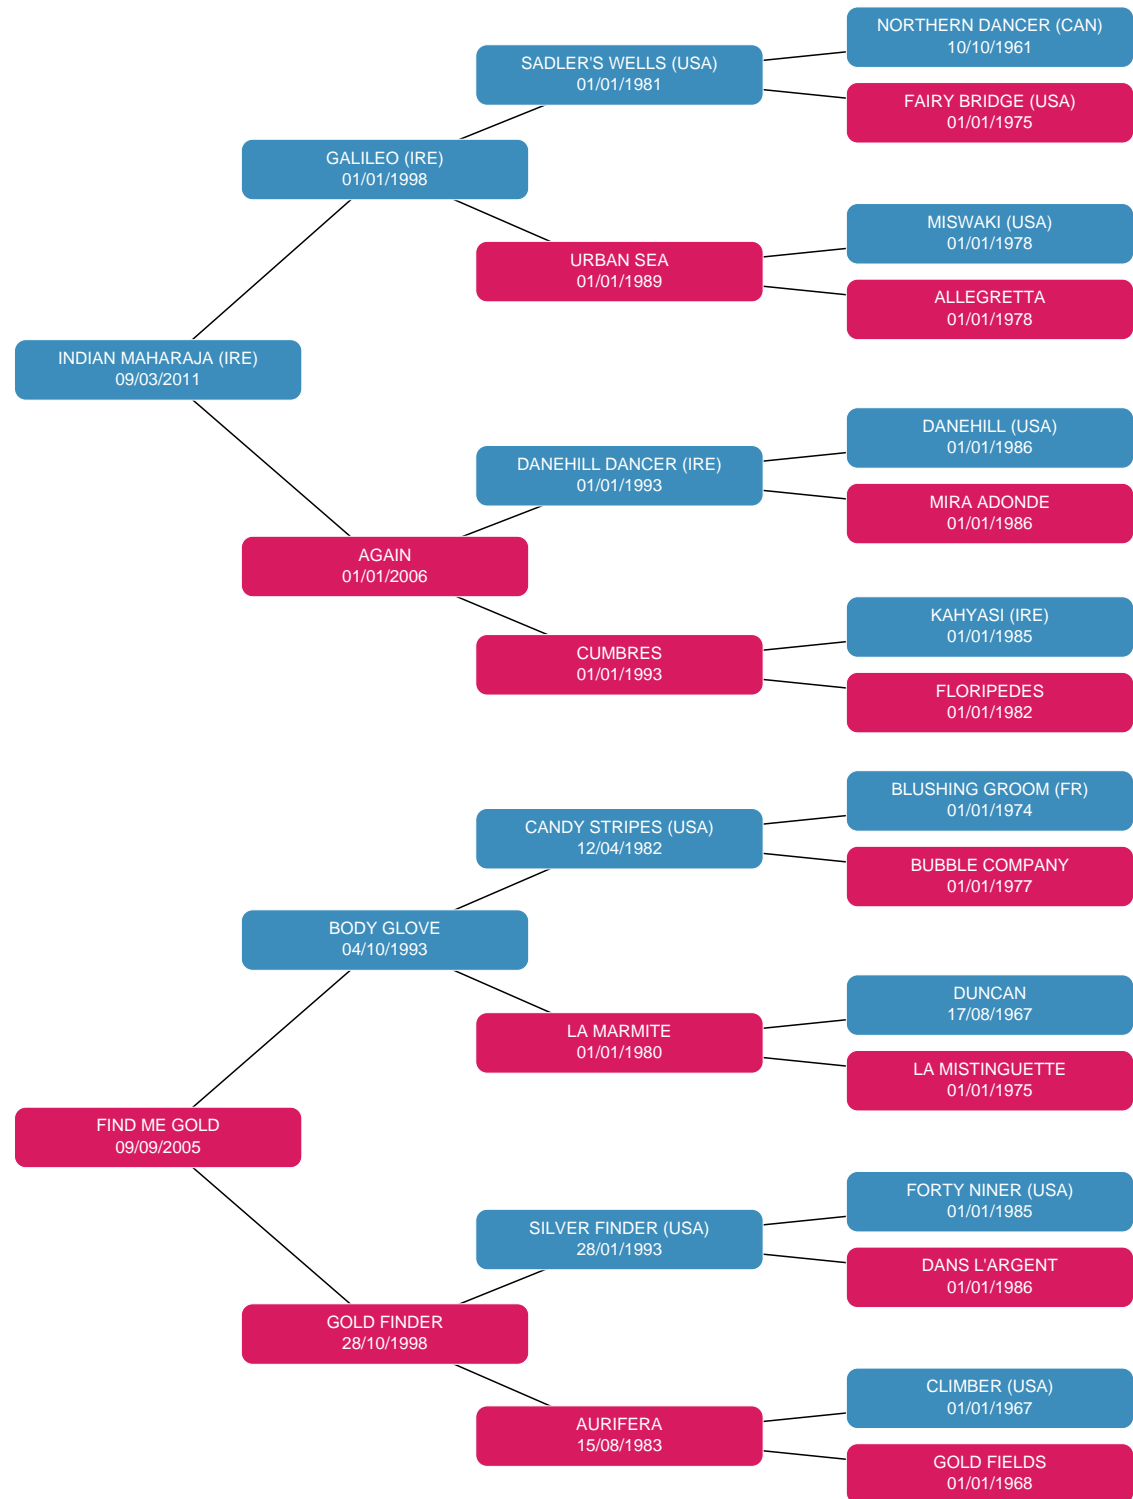 NORTHERN DANCER (CAN)
10/10/1961
SADLER'S WELLS (USA)
01/01/1981
FAIRY BRIDGE (USA)
01/01/1975
GALILEO (IRE)
01/01/1998
MISWAKI (USA)
01/01/1978
URBAN SEA
01/01/1989
ALLEGRETTA
01/01/1978
INDIAN MAHARAJA (IRE)
09/03/2011
DANEHILL (USA)
01/01/1986
DANEHILL DANCER (IRE)
01/01/1993
MIRA ADONDE
01/01/1986
AGAIN
01/01/2006
KAHYASI (IRE)
01/01/1985
CUMBRES
01/01/1993
FLORIPEDES
01/01/1982
BLUSHING GROOM (FR)
01/01/1974
CANDY STRIPES (USA)
12/04/1982
BUBBLE COMPANY
01/01/1977
BODY GLOVE
04/10/1993
DUNCAN
17/08/1967
LA MARMITE
01/01/1980
LA MISTINGUETTE
01/01/1975
FIND ME GOLD
09/09/2005
FORTY NINER (USA)
01/01/1985
SILVER FINDER (USA)
28/01/1993
DANS L'ARGENT
01/01/1986
GOLD FINDER
28/10/1998
CLIMBER (USA)
01/01/1967
AURIFERA
15/08/1983
GOLD FIELDS
01/01/1968